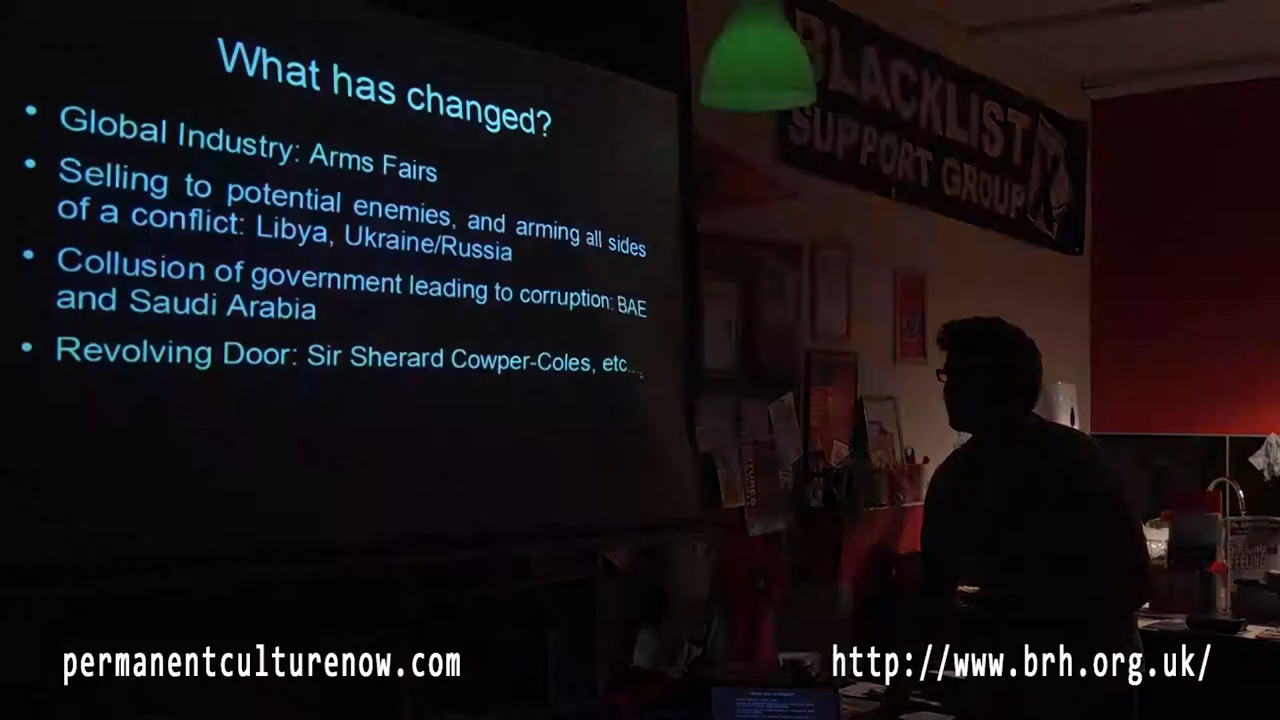 What has changed?
• Global Industry: Arms Fairs
• Selling to potential enemies, and arming all sides
of a conflict: Libya, Ukraine/Russia
• Collusion of government leading to corruption: BAE
and Saudi Arabia
• Revolving Door: Sir Sherard Cowper-Coles, etc...
BLACKLIST
SUPPORT GROUP
permanentculturenow.com
http://www.brh.org.uk/